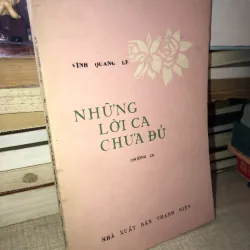 VĨNH QUANG LÊ
NHỮNG
LỜI CA
CHƯA ĐỦ
NHÀ XUẤT BẢN THANH NIÊN